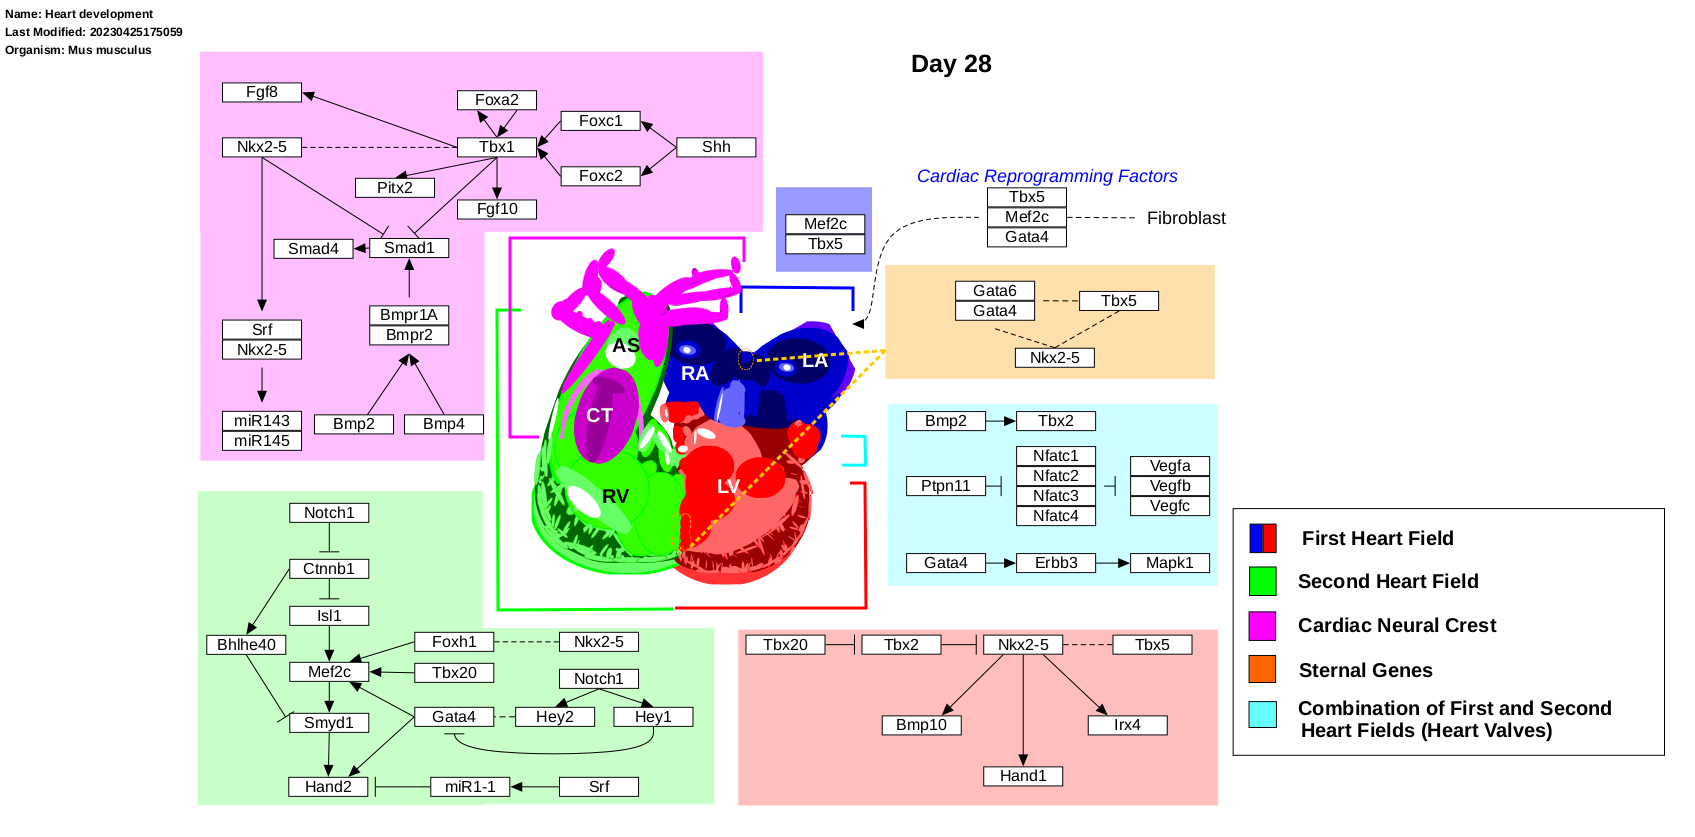 Name: Heart development
Last Modified: 20230425175059
Organism: Mus musculus
Day 28
Fgf8
Foxa2
Foxc1
Nkx2-5
Tbx1
Shh
Pitx2
Foxc2
Fgf10
Smad4
Smad1
Bmpr1A
Bmpr2
Srf
Nkx2-5
miR143
miR145
Bmp2
Bmp4
Mef2c
Tbx5
Cardiac Reprogramming Factors
Tbx5
Mef2c
Gata4
Fibroblast
Gata6
Gata4
Tbx5
Nkx2-5
AS
RA
LA
CT
RV
LV
Bmp2
Tbx2
Nfatc1
Nfatc2
Nfatc3
Nfatc4
Ptpn11
Vegfa
Vegfb
Vegfc
Gata4
Erbb3
Mapk1
Notch1
Ctnnb1
Isl1
Bhlhe40
Foxh1
Nkx2-5
Mef2c
Tbx20
Notch1
Smyd1
Gata4
Hey2
Hey1
Hand2
miR1-1
Srf
Tbx20
Tbx2
Nkx2-5
Tbx5
Bmp10
Irx4
Hand1
First Heart Field
Second Heart Field
Cardiac Neural Crest
Sternal Genes
Combination of First and Second
Heart Fields (Heart Valves)